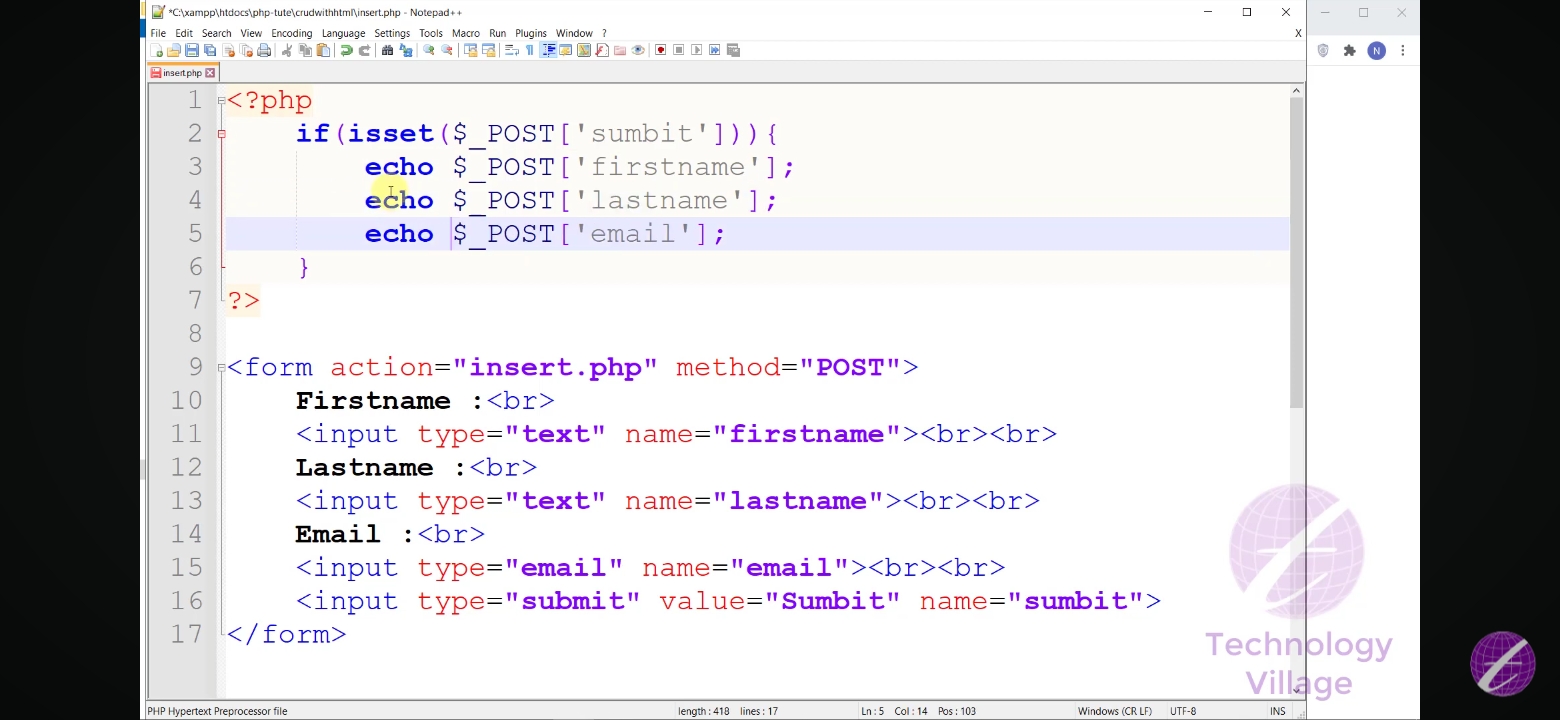 *C:\xampp\htdocs\php-tute\crudwithhtml\insert.php - Notepad++
File Edit Search View Encoding Language Settings Tools Macro Run Plugins Window ? X
insert.php
N
1 <?php
2 if(isset($_POST['sumbit'])){
3 echo $_POST['firstname'];
4 echo $_POST['lastname'];
5 echo $_POST['email'];
6 }
7 ?>
8
9 <form action="insert.php" method="POST">
10 Firstname :<br>
11 <input type="text" name="firstname"><br><br>
12 Lastname :<br>
13 <input type="text" name="lastname"><br><br>
14 Email :<br>
15 <input type="email" name="email"><br><br>
16 <input type="submit" value="Sumbit" name="sumbit">
17 </form>
Technology
Village
PHP Hypertext Preprocessor file length : 418 lines : 17 Ln : 5 Col : 14 Pos : 103 Windows (CR LF) UTF-8 INS